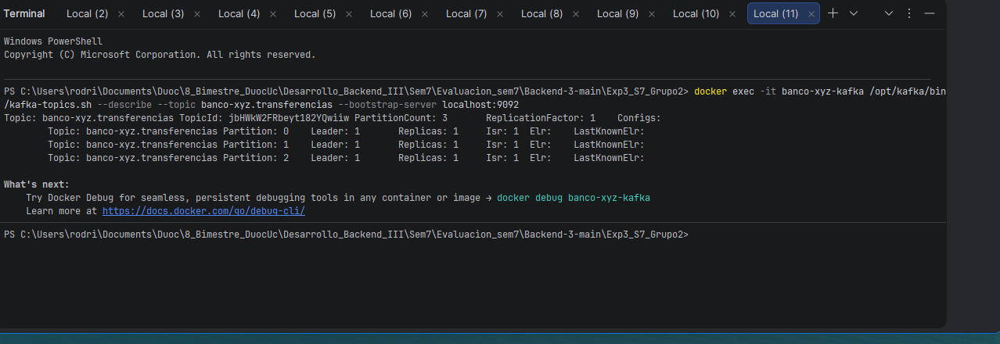 Terminal Local (2) × Local (3) × Local (4) × Local (5) × Local (6) × Local (7) × Local (8) × Local (9) × Local (10) × Local (11) ×
Windows PowerShell
Copyright (C) Microsoft Corporation. All rights reserved.
PS C:\Users\rodri\Documents\Duoc\8_Bimestre_DuocUc\Desarrollo_Backend_III\Sem7\Evaluacion_sem7\Backend-3-main\Exp3_S7_Grupo2> docker exec -it banco-xyz-kafka /opt/kafka/bin
/kafka-topics.sh --describe --topic banco-xyz.transferencias --bootstrap-server localhost:9092
Topic: banco-xyz.transferencias TopicId: jbHWkW2FRbeyt182YQwiiw PartitionCount: 3 ReplicationFactor: 1 Configs:
Topic: banco-xyz.transferencias Partition: 0 Leader: 1 Replicas: 1 Isr: 1 Elr: LastKnownElr:
Topic: banco-xyz.transferencias Partition: 1 Leader: 1 Replicas: 1 Isr: 1 Elr: LastKnownElr:
Topic: banco-xyz.transferencias Partition: 2 Leader: 1 Replicas: 1 Isr: 1 Elr: LastKnownElr:
What's next:
Try Docker Debug for seamless, persistent debugging tools in any container or image → docker debug banco-xyz-kafka
Learn more at https://docs.docker.com/go/debug-cli/
PS C:\Users\rodri\Documents\Duoc\8_Bimestre_DuocUc\Desarrollo_Backend_III\Sem7\Evaluacion_sem7\Backend-3-main\Exp3_S7_Grupo2>